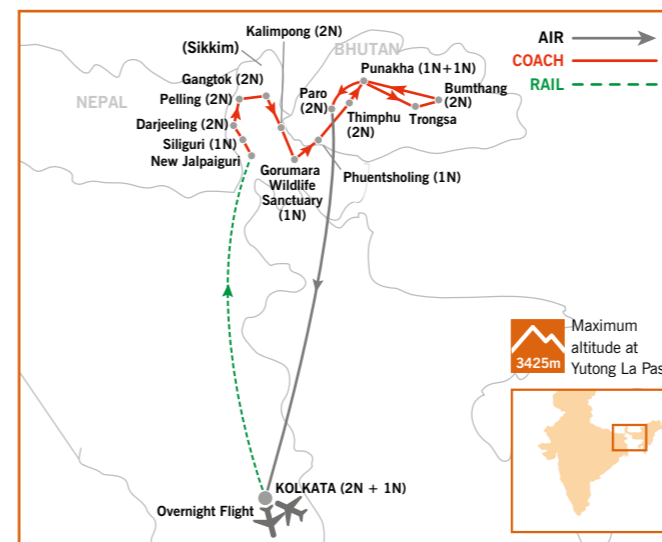 Kalimpong (2N)
(Sikkim)
BHUTAN
AIR
COACH
RAIL
Gangtok (2N)
Punakha (1N+1N)
NEPAL
Pelling (2N)
Paro
(2N)
Bumthang
(2N)
Darjeeling (2N)
Thimphu
(2N)
Trongsa
Siliguri (1N)
New Jalpaiguri
Gorumara
Wildlife
Sanctuary
(1N)
Phuentsholing (1N)
3425m
Maximum
altitude at
Yutong La Pas
KOLKATA (2N + 1N)
Overnight Flight